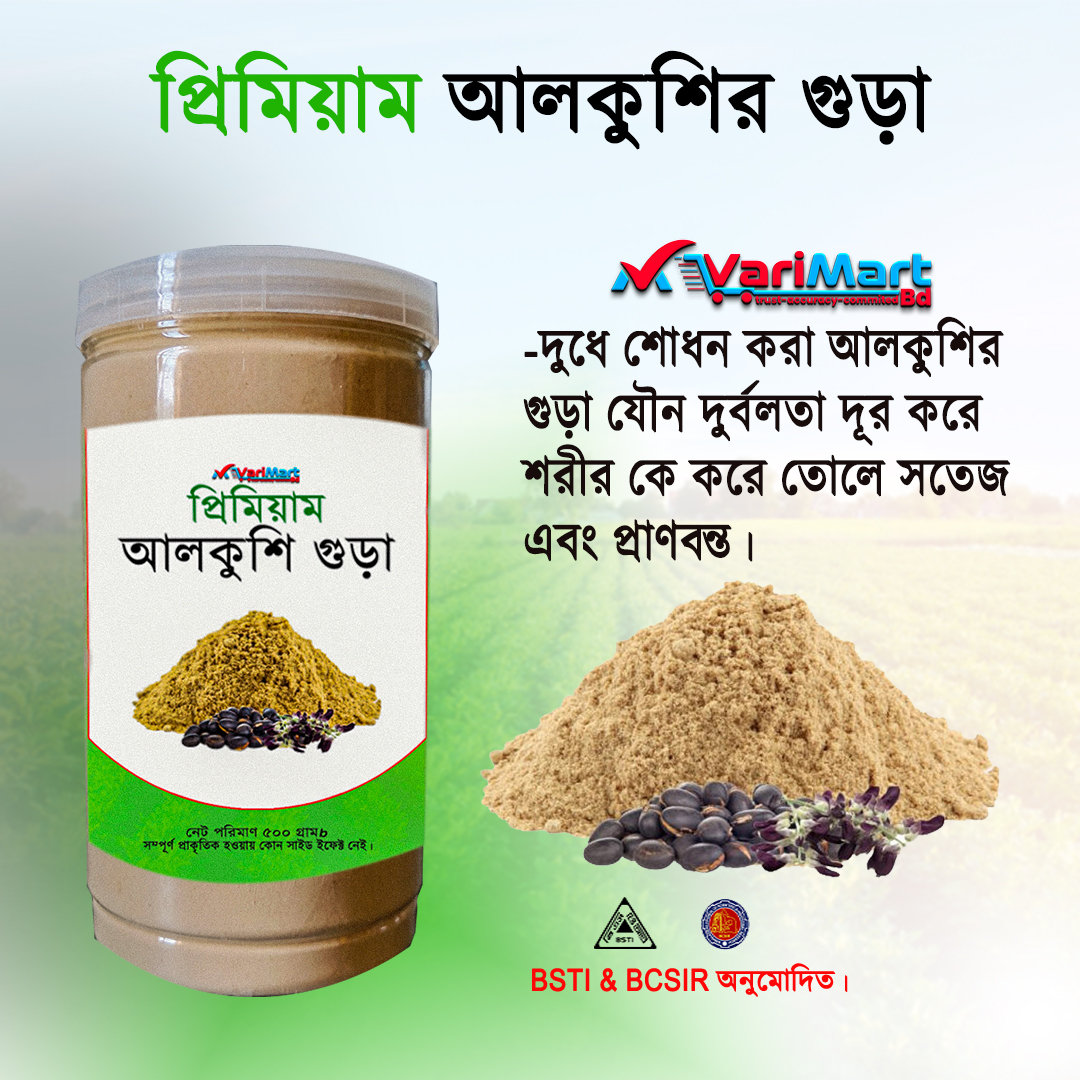 প্রিমিয়াম আলকুশির গুড়া
VariMart
trust-accuracy-commited Bd
-দুধে শোধন করা আলকুশির
গুড়া যৌন দুর্বলতা দূর করে
শরীর কে করে তোলে সতেজ
এবং প্রাণবন্ত।
VariMart
প্রিমিয়াম
আলকুশি গুড়া
নেট পরিমাণ ৫০০ গ্রাম৳
সম্পূর্ণ প্রাকৃতিক হওয়ায় কোন সাইড ইফেক্ট নেই।
BSTI
BSTI & BCSIR অনুমোদিত।